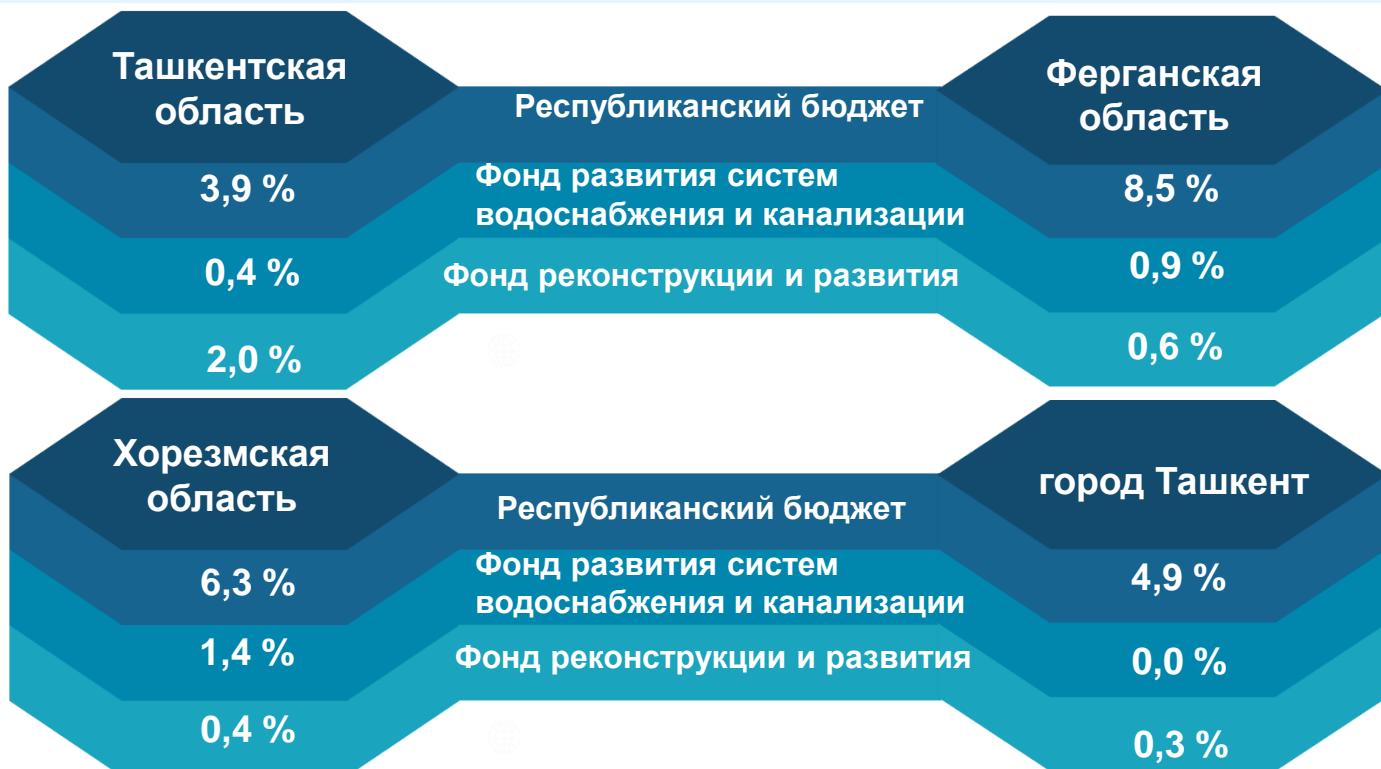 Ташкентская
область
3,9 %
0,4 %
2,0 %
Республиканский бюджет
Фонд развития систем
водоснабжения и канализации
Фонд реконструкции и развития
Ферганская
область
8,5 %
0,9 %
0,6 %
Хорезмская
область
6,3 %
1,4 %
0,4 %
Республиканский бюджет
Фонд развития систем
водоснабжения и канализации
Фонд реконструкции и развития
город Ташкент
4,9 %
0,0 %
0,3 %